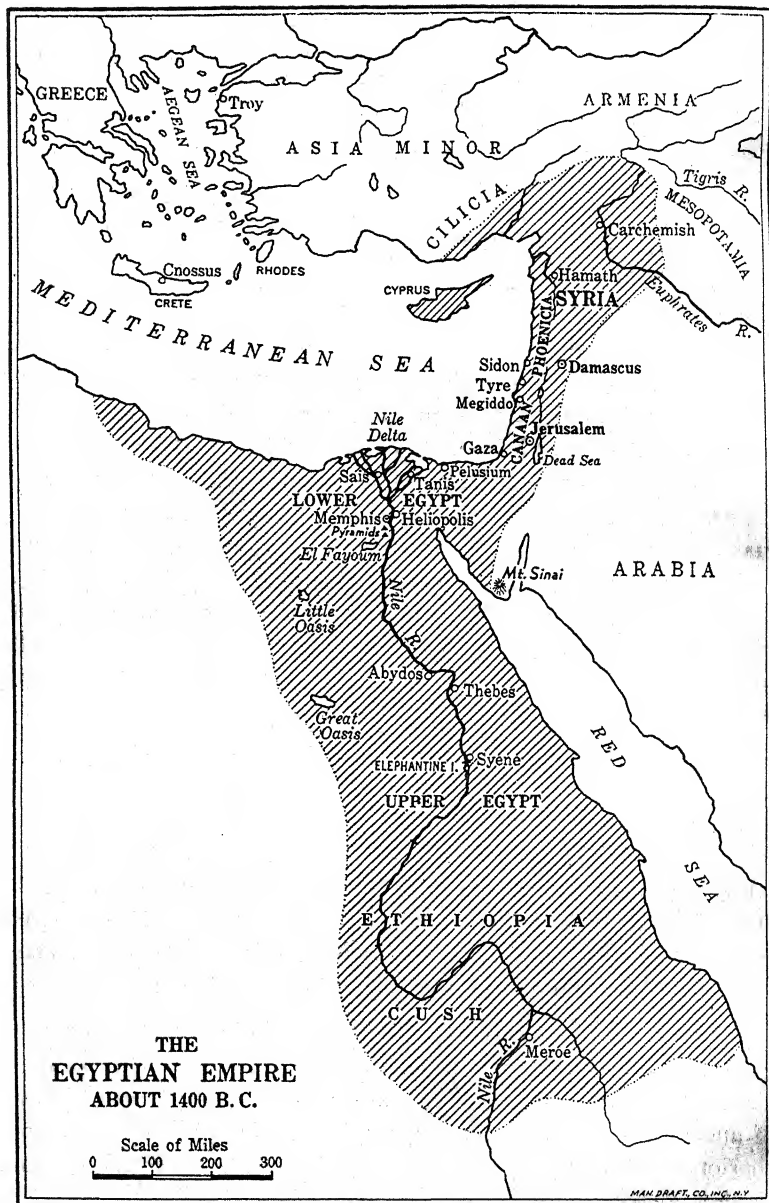 GREECE
AEGEAN SEA
Troy
ARMENIA
ASIA MINOR
Tigris R.
MESOPOTAMIA
CILICIA
Carchemish
Cnossus
CRETE
RHODES
CYPRUS
Hamath
SYRIA
Euphrates R.
MEDITERRANEAN SEA
PHOENICIA
Sidon
Damascus
Tyre
Megiddo
CANAAN
Jerusalem
Nile
Delta
Gaza
Dead Sea
Pelusium
Sais
Tanis
LOWER EGYPT
Memphis
Heliopolis
Pyramids
El Fayoum
Mt. Sinai
ARABIA
Nile R.
Little
Oasis
Abydos
Thebes
Great
Oasis
RED SEA
ELEPHANTINE I.
Syene
UPPER EGYPT
ETHIOPIA
CUSH
Nile R.
Meroe
THE
EGYPTIAN EMPIRE
ABOUT 1400 B. C.
Scale of Miles
0 100 200 300
MAN. DRAFT. CO. INC., N.Y